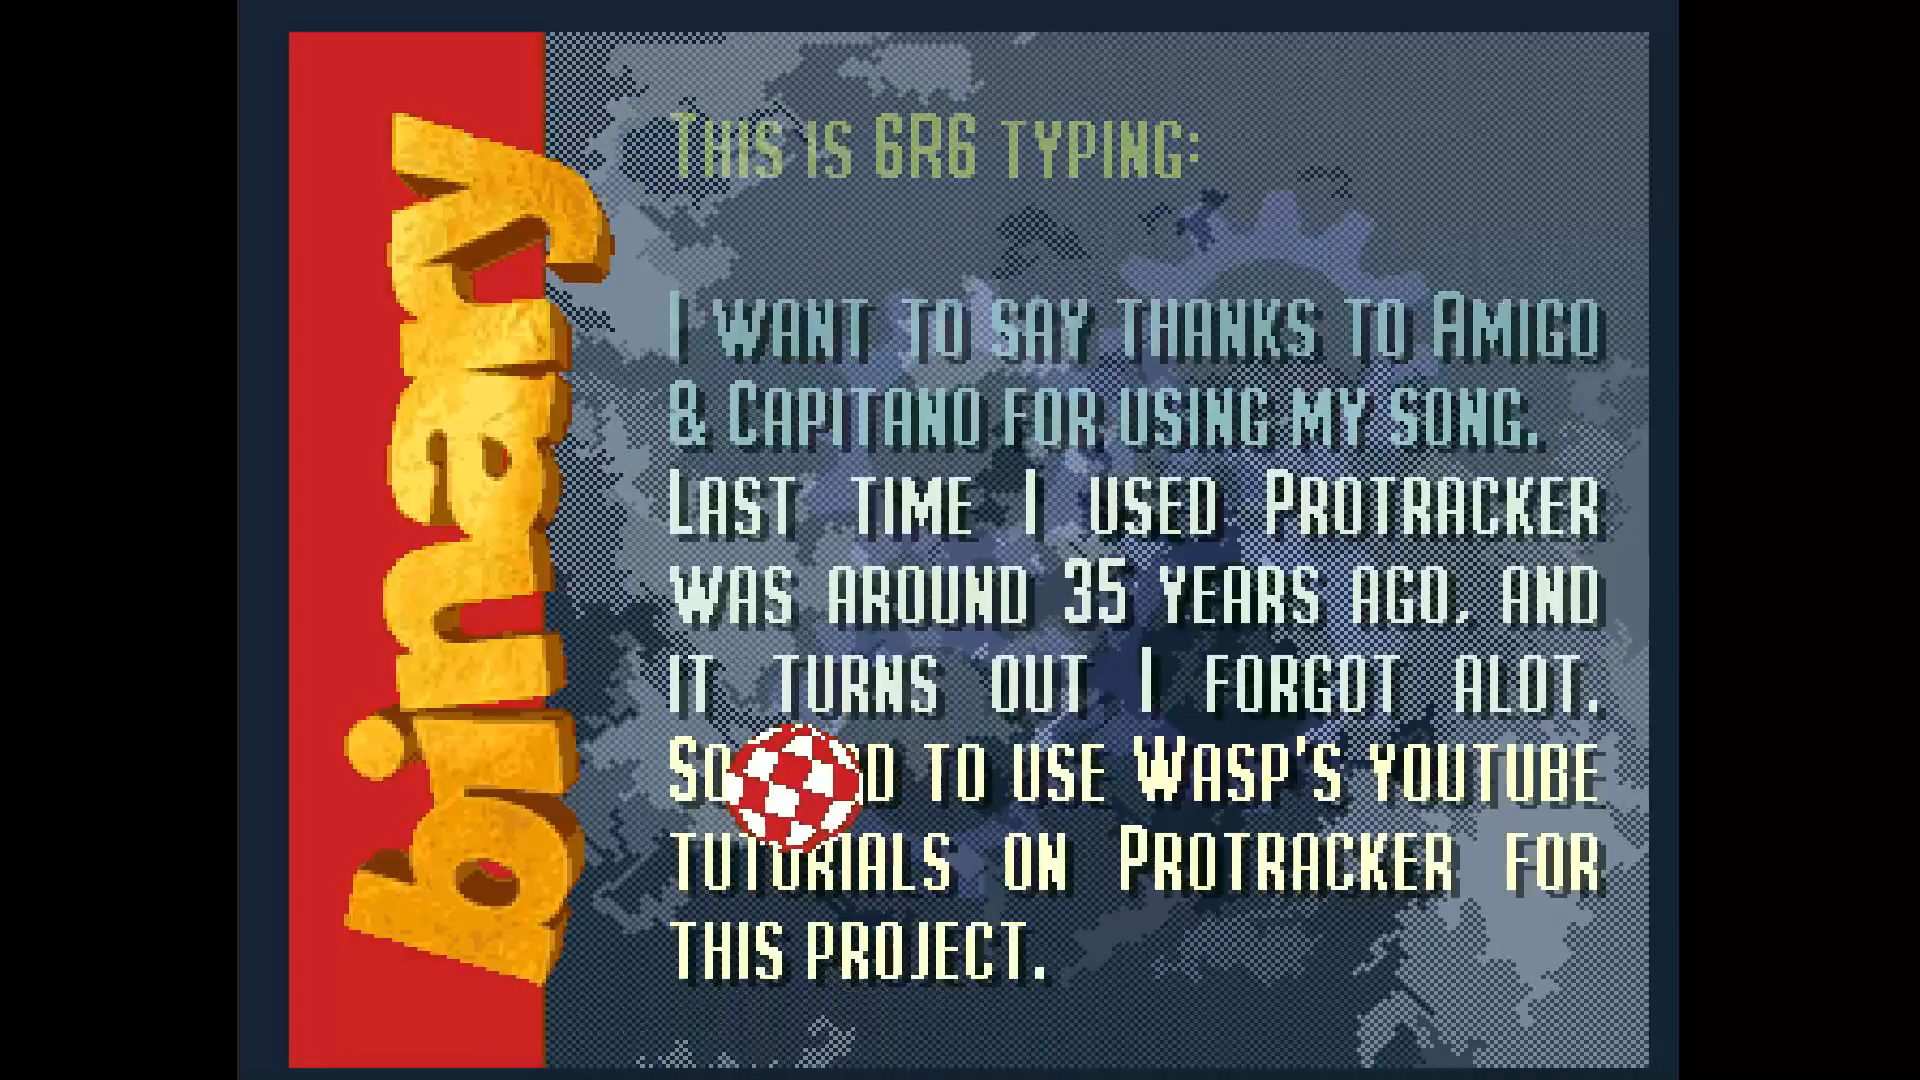 binary
This is 6R6 typing:
I want to say thanks to Amigo
& Capitano for using my song.
Last time I used Protracker
was around 35 years ago, and
it turns out I forgot alot.
to use Wasp's youtube
tutorials on Protracker for
this project.